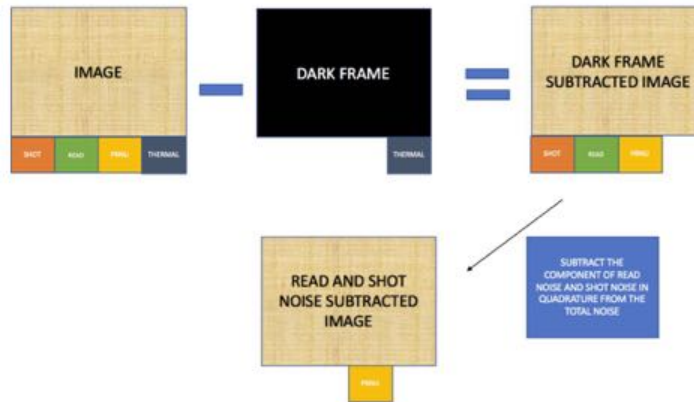 IMAGE
DARK FRAME
DARK FRAME
SUBTRACTED IMAGE
SHOT
READ
PRNU
THERMAL
THERMAL
SHOT
READ
PRNU
READ AND SHOT
NOISE SUBTRACTED
IMAGE
SUBTRACT THE
COMPONENT OF READ
NOISE AND SHOT NOISE IN
QUADRATURE FROM THE
TOTAL NOISE
PRNU